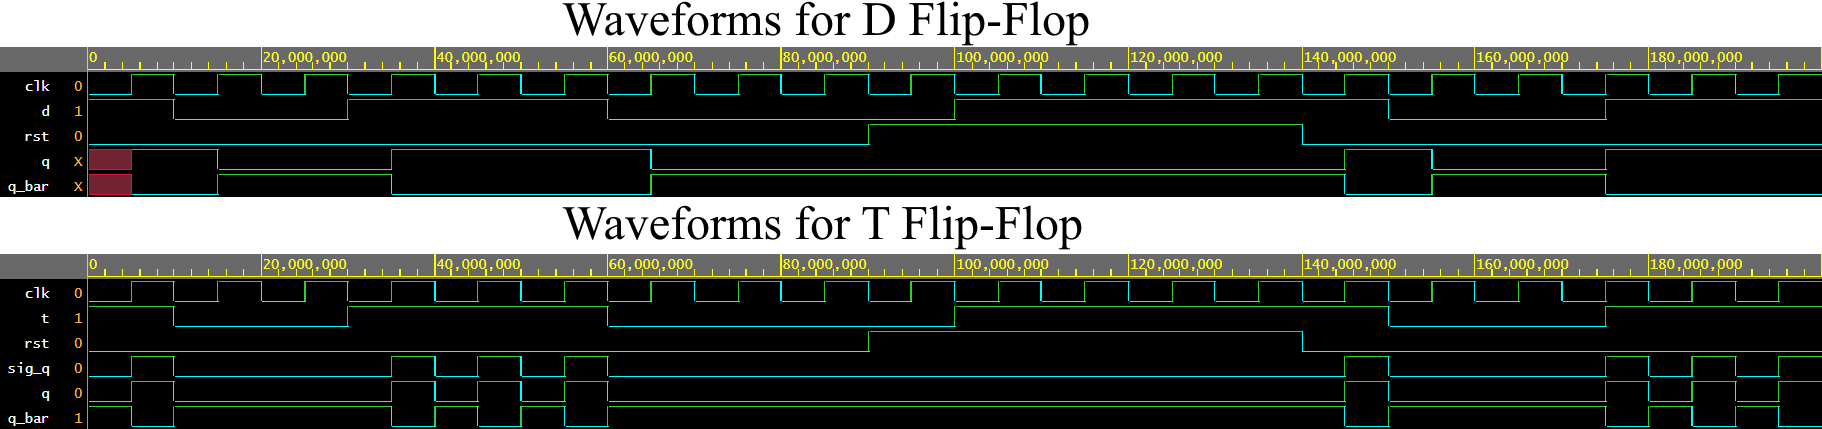 Waveforms for D Flip-Flop
0 20,000,000 40,000,000 60,000,000 80,000,000 100,000,000 120,000,000 140,000,000 160,000,000 180,000,000
clk 0
d 1
rst 0
q X
q_bar X
Waveforms for T Flip-Flop
0 20,000,000 40,000,000 60,000,000 80,000,000 100,000,000 120,000,000 140,000,000 160,000,000 180,000,000
clk 0
t 1
rst 0
sig_q 0
q 0
q_bar 1